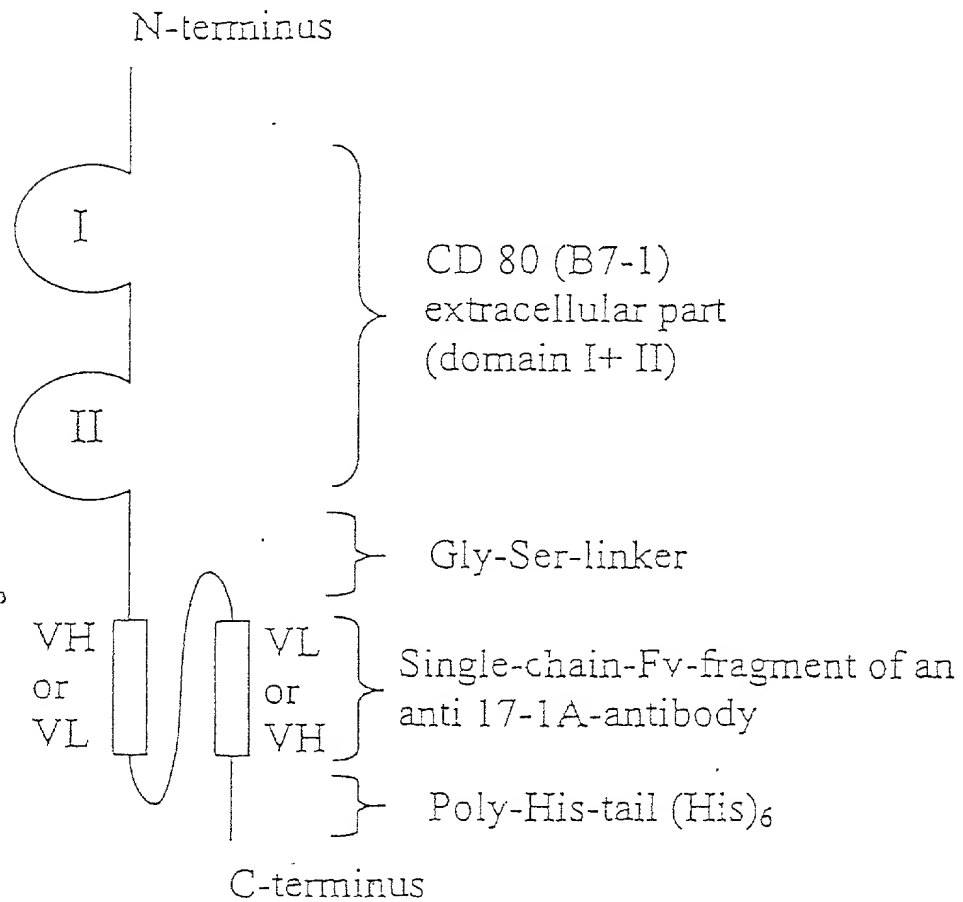 N-terminus
I
CD 80 (B7-1)
extracellular part
(domain I+ II)
II
Gly-Ser-linker
VH
or
VL
VL
or
VH
Single-chain-Fv-fragment of an
anti 17-1A-antibody
Poly-His-tail (His)6
C-terminus